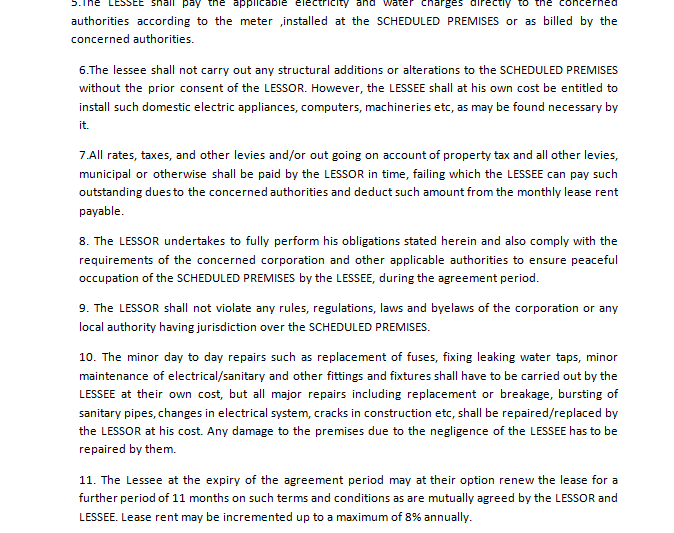 5.The LESSEE shall pay the applicable electricity and water charges directly to the concerned
authorities according to the meter ,installed at the SCHEDULED PREMISES or as billed by the
concerned authorities.
6.The lessee shall not carry out any structural additions or alterations to the SCHEDULED PREMISES
without the prior consent of the LESSOR. However, the LESSEE shall at his own cost be entitled to
install such domestic electric appliances, computers, machineries etc, as may be found necessary by
it.
7.All rates, taxes, and other levies and/or out going on account of property tax and all other levies,
municipal or otherwise shall be paid by the LESSOR in time, failing which the LESSEE can pay such
outstanding dues to the concerned authorities and deduct such amount from the monthly lease rent
payable.
8. The LESSOR undertakes to fully perform his obligations stated herein and also comply with the
requirements of the concerned corporation and other applicable authorities to ensure peaceful
occupation of the SCHEDULED PREMISES by the LESSEE, during the agreement period.
9. The LESSOR shall not violate any rules, regulations, laws and byelaws of the corporation or any
local authority having jurisdiction over the SCHEDULED PREMISES.
10. The minor day to day repairs such as replacement of fuses, fixing leaking water taps, minor
maintenance of electrical/sanitary and other fittings and fixtures shall have to be carried out by the
LESSEE at their own cost, but all major repairs including replacement or breakage, bursting of
sanitary pipes, changes in electrical system, cracks in construction etc, shall be repaired/replaced by
the LESSOR at his cost. Any damage to the premises due to the negligence of the LESSEE has to be
repaired by them.
11. The Lessee at the expiry of the agreement period may at their option renew the lease for a
further period of 11 months on such terms and conditions as are mutually agreed by the LESSOR and
LESSEE. Lease rent may be incremented up to a maximum of 8% annually.